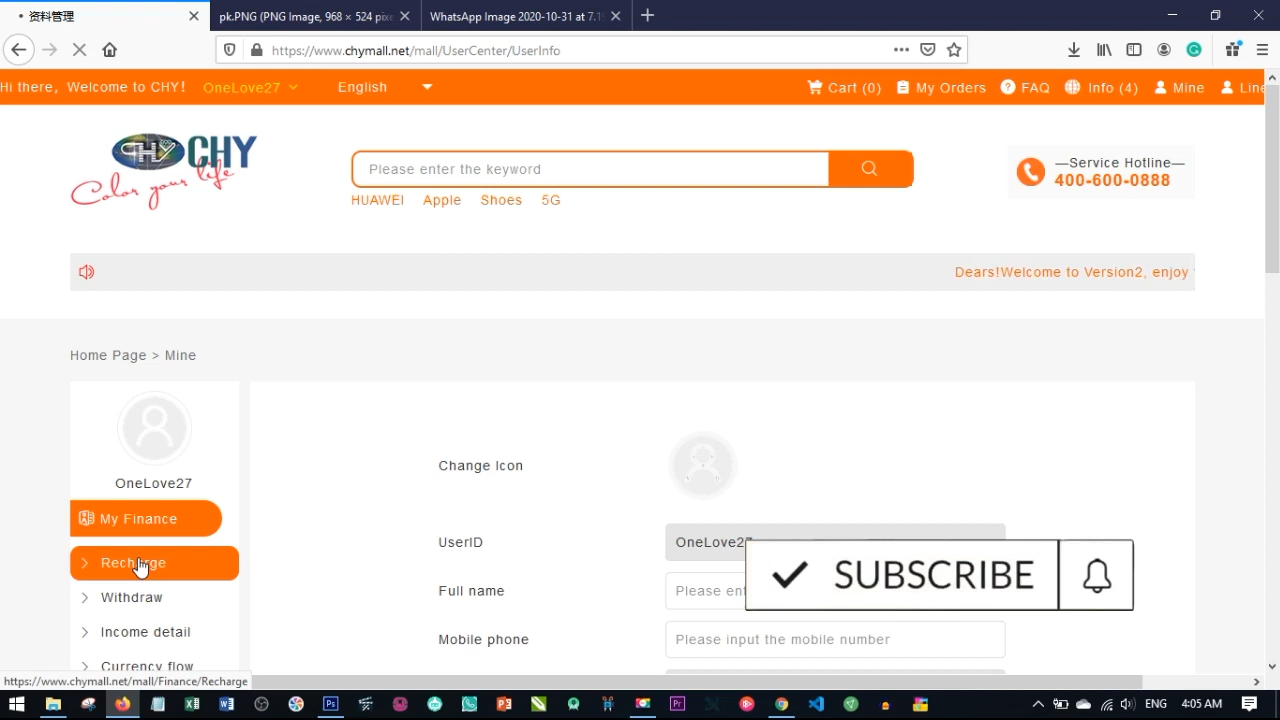 资料管理
pk.PNG (PNG Image, 968 × 524 pixe
WhatsApp Image 2020-10-31 at 7.1
https://www.chymall.net/mall/UserCenter/UserInfo
Hi there, Welcome to CHY! OneLove27 English Cart (0) My Orders FAQ Info (4) Mine Line
CHY CHY
Color your life
Please enter the keyword
—Service Hotline—
400-600-0888
HUAWEI Apple Shoes 5G
Dears!Welcome to Version2, enjoy
Home Page > Mine
Change Icon
OneLove27
My Finance
UserID OneLove27
Recharge
SUBSCRIBE
Full name Please ent
Withdraw
Income detail
Mobile phone Please input the mobile number
Currency flow
https://www.chymall.net/mall/Finance/Recharge
ENG 4:05 AM